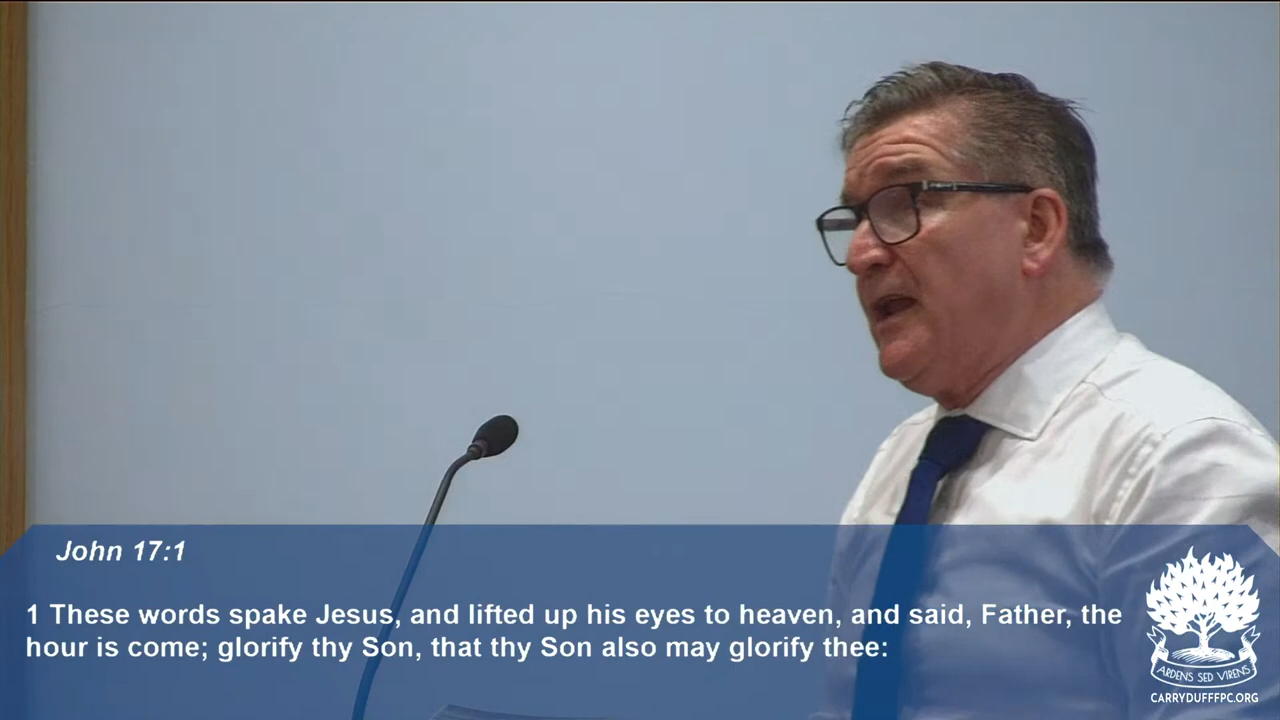 John 17:1
1 These words spake Jesus, and lifted up his eyes to heaven, and said, Father, the
hour is come; glorify thy Son, that thy Son also may glorify thee:
ARDENS SED VIRENS
CARRYDUFFFPC.ORG